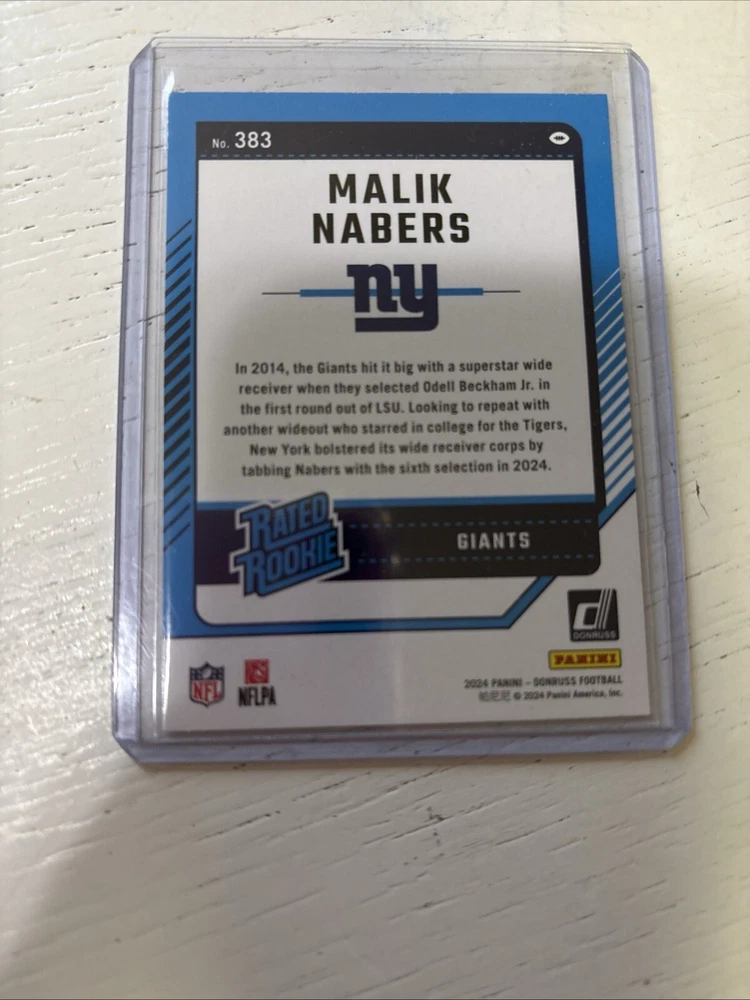 No. 383
MALIK
NABERS
ny
In 2014, the Giants hit it big with a superstar wide
receiver when they selected Odell Beckham Jr. in
the first round out of LSU. Looking to repeat with
another wideout who starred in college for the Tigers,
New York bolstered its wide receiver corps by
tabbing Nabers with the sixth selection in 2024.
RATED
ROOKIE
GIANTS
d
DONRUSS
PANINI
NFL
NFLPA
2024 PANINI – DONRUSS FOOTBALL
帕尼尼 © 2024 Panini America, Inc.